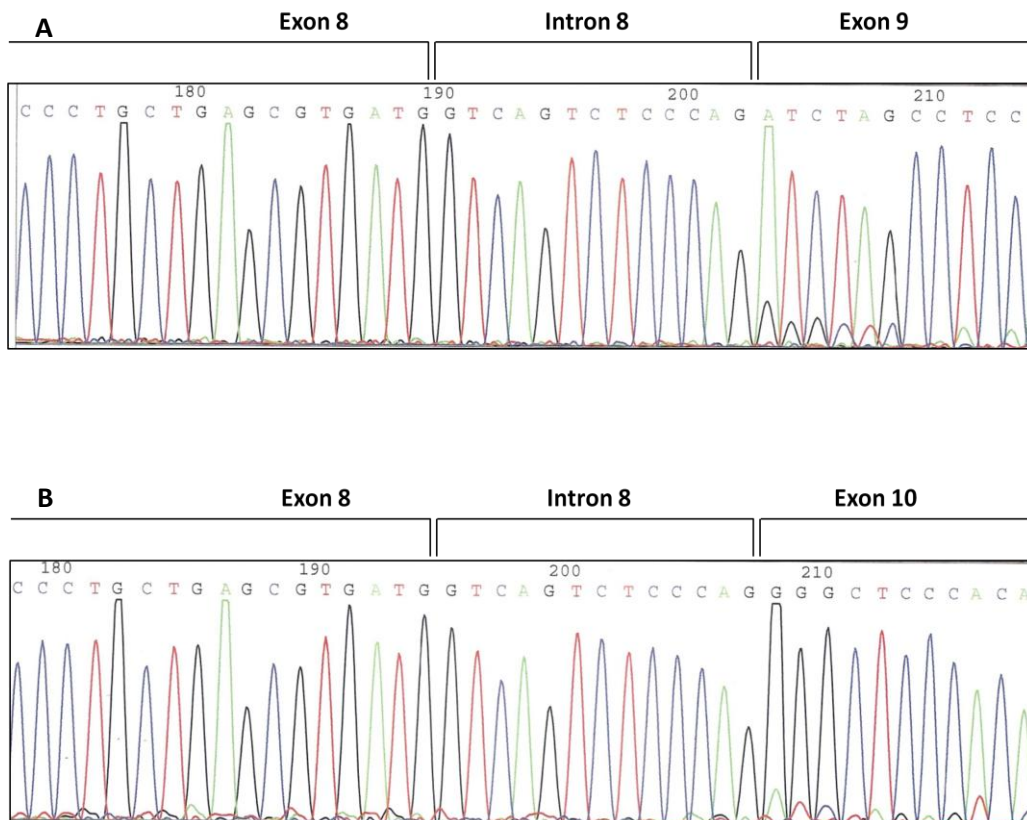 A Exon 8 Intron 8 Exon 9
180 190 200 210
C C C T G C T G A G C G T G A T G G T C A G T C T C C C A G A T C T A G C C T C C
B Exon 8 Intron 8 Exon 10
180 190 200 210
C C C T G C T G A G C G T G A T G G T C A G T C T C C C A G G G G C T C C C A C A